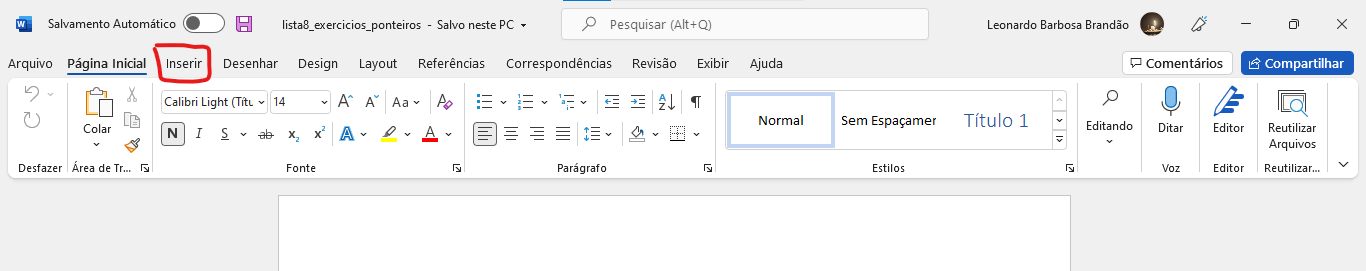 Salvamento Automático lista8_exercicios_ponteiros - Salvo neste PC Pesquisar (Alt+Q) Leonardo Barbosa Brandão
Arquivo Página Inicial Inserir Desenhar Design Layout Referências Correspondências Revisão Exibir Ajuda Comentários Compartilhar
Calibri Light (Títu 14 Aa A
Colar
N I S ab x₂ x² A A A
Normal Sem Espaçamer Título 1
Editando Ditar Editor Reutilizar
Arquivos
Desfazer Área de Tr... Fonte Parágrafo Estilos Voz Editor Reutilizar...